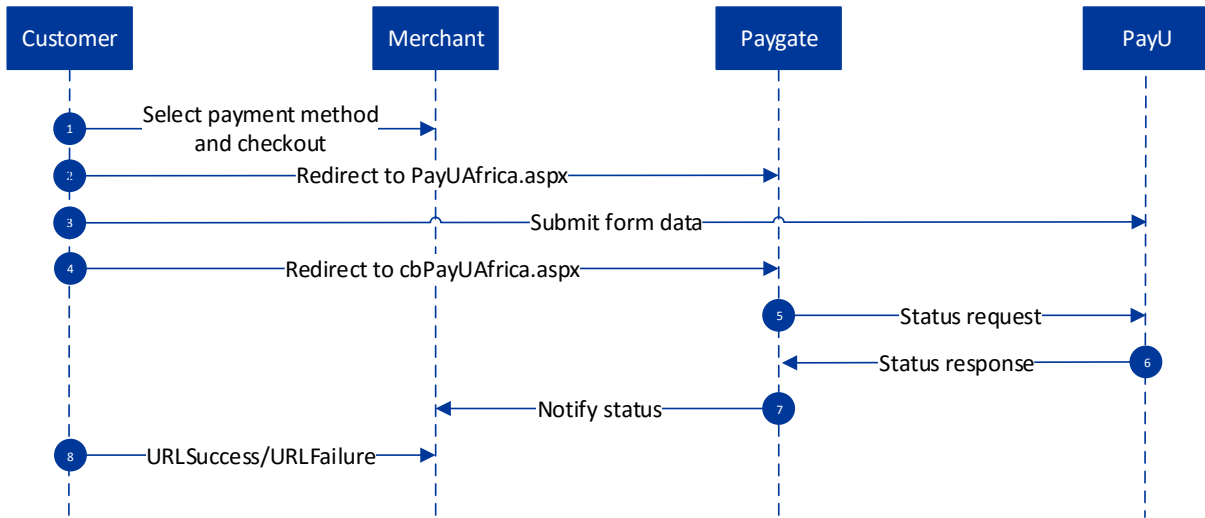 Customer
Merchant
Paygate
PayU
1
Select payment method
and checkout
2
Redirect to PayUAfrica.aspx
3
Submit form data
4
Redirect to cbPayUAfrica.aspx
5
Status request
Status response
6
Notify status
7
8
URLSuccess/URLFailure